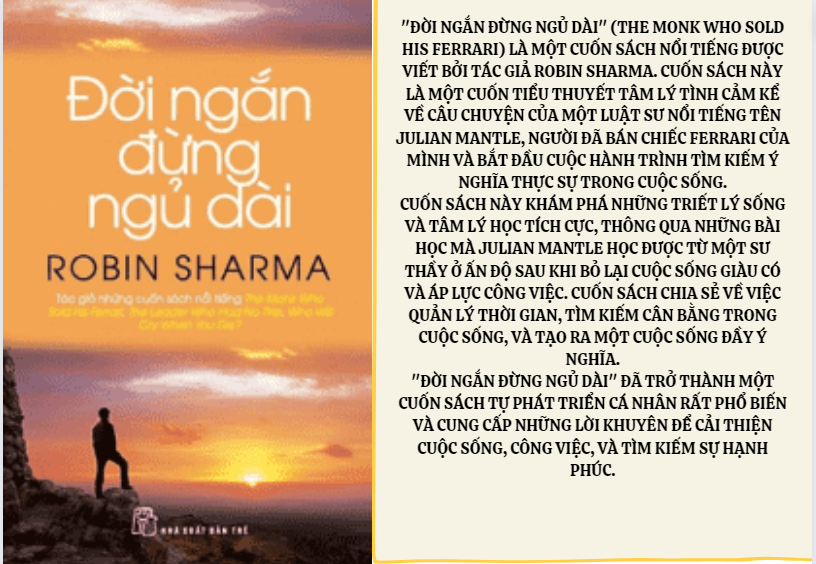 Đời ngắn
đừng
ngủ dài
ROBIN SHARMA
Tác giả những cuốn sách nổi tiếng The Monk Who
Sold His Ferrari, The Leader Who Had No Title, Who Will
Cry When You Die?
NHÀ XUẤT BẢN TRẺ
"ĐỜI NGẮN ĐỪNG NGỦ DÀI" (THE MONK WHO SOLD
HIS FERRARI) LÀ MỘT CUỐN SÁCH NỔI TIẾNG ĐƯỢC
VIẾT BỞI TÁC GIẢ ROBIN SHARMA. CUỐN SÁCH NÀY
LÀ MỘT CUỐN TIỂU THUYẾT TÂM LÝ TÌNH CẢM KỂ
VỀ CÂU CHUYỆN CỦA MỘT LUẬT SƯ NỔI TIẾNG TÊN
JULIAN MANTLE, NGƯỜI ĐÃ BÁN CHIẾC FERRARI CỦA
MÌNH VÀ BẮT ĐẦU CUỘC HÀNH TRÌNH TÌM KIẾM Ý
NGHĨA THỰC SỰ TRONG CUỘC SỐNG.
CUỐN SÁCH NÀY KHÁM PHÁ NHỮNG TRIẾT LÝ SỐNG
VÀ TÂM LÝ HỌC TÍCH CỰC, THÔNG QUA NHỮNG BÀI
HỌC MÀ JULIAN MANTLE HỌC ĐƯỢC TỪ MỘT SƯ
THẦY Ở ẤN ĐỘ SAU KHI BỎ LẠI CUỘC SỐNG GIÀU CÓ
VÀ ÁP LỰC CÔNG VIỆC. CUỐN SÁCH CHIA SẺ VỀ VIỆC
QUẢN LÝ THỜI GIAN, TÌM KIẾM CÂN BẰNG TRONG
CUỘC SỐNG, VÀ TẠO RA MỘT CUỘC SỐNG ĐẦY Ý
NGHĨA.
"ĐỜI NGẮN ĐỪNG NGỦ DÀI" ĐÃ TRỞ THÀNH MỘT
CUỐN SÁCH TỰ PHÁT TRIỂN CÁ NHÂN RẤT PHỔ BIẾN
VÀ CUNG CẤP NHỮNG LỜI KHUYÊN ĐỂ CẢI THIỆN
CUỘC SỐNG, CÔNG VIỆC, VÀ TÌM KIẾM SỰ HẠNH
PHÚC.